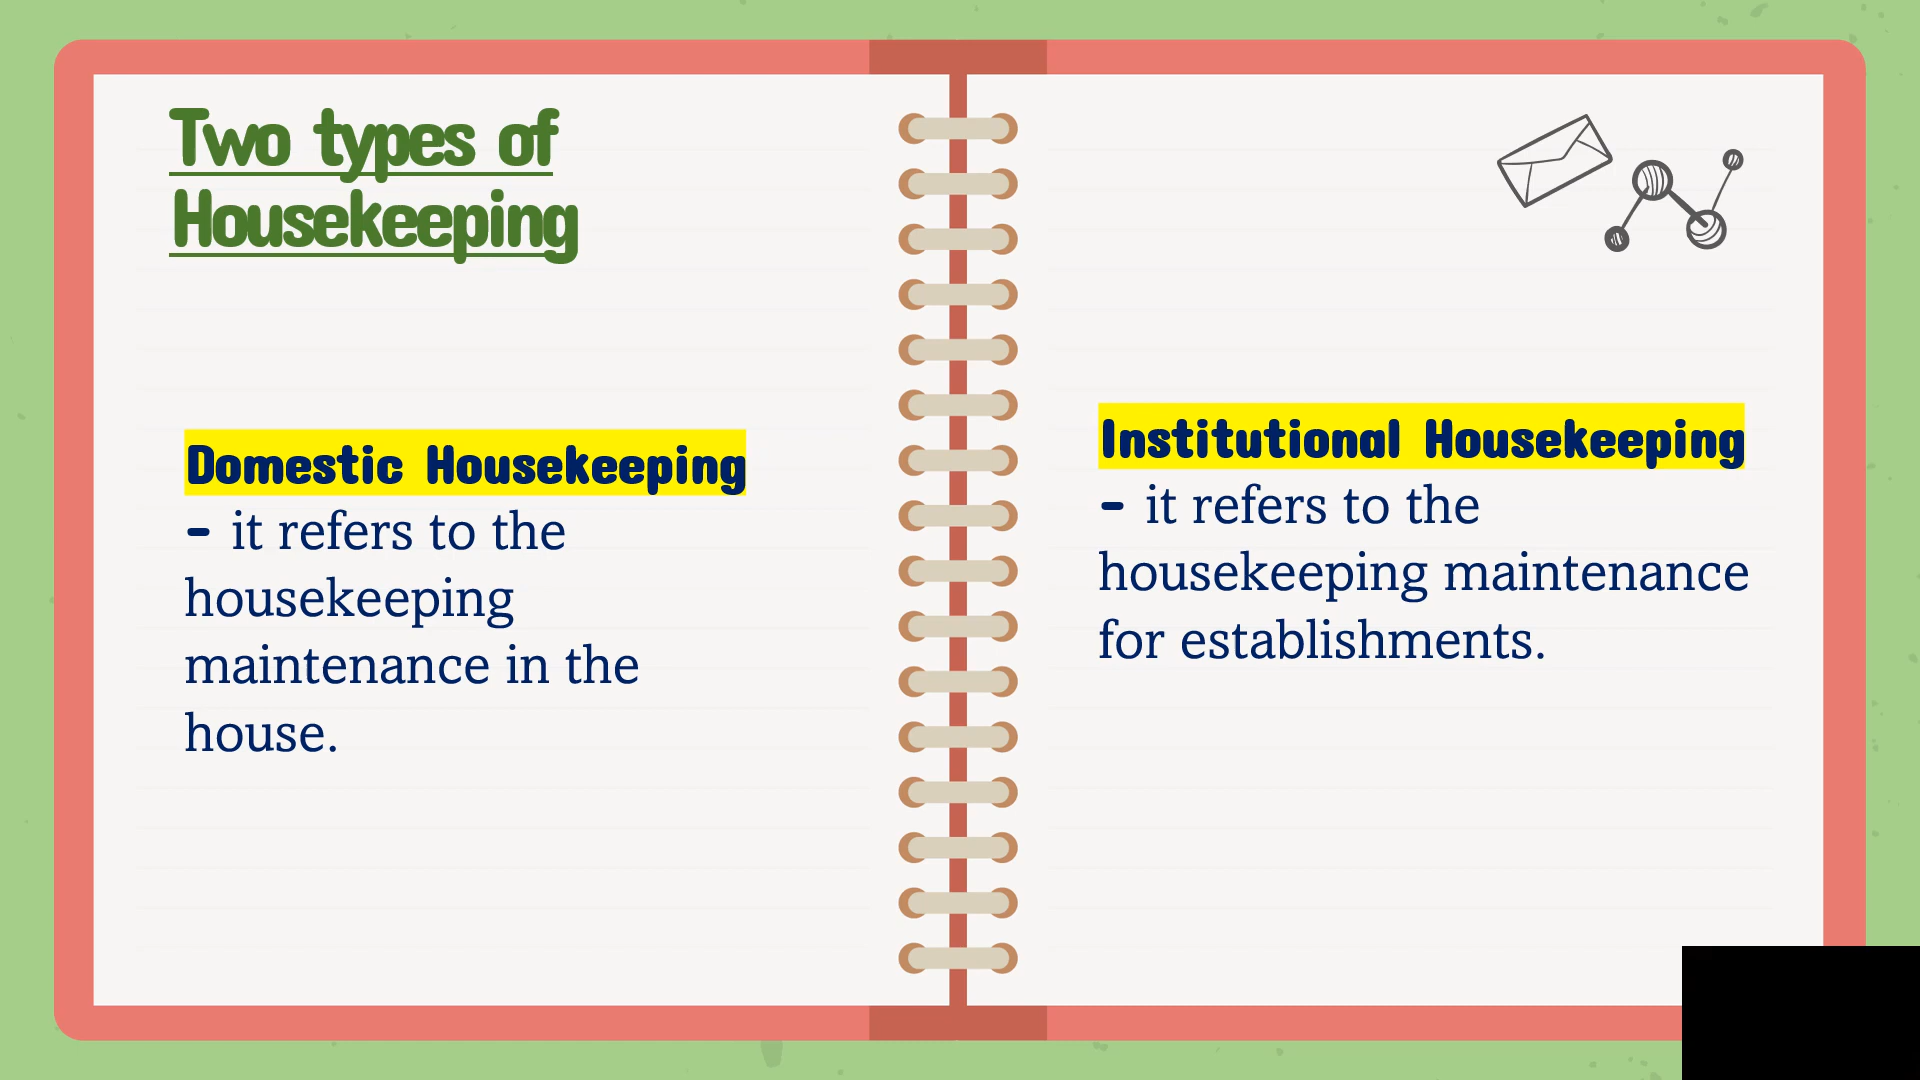 Two types of
Housekeeping
Domestic Housekeeping
- it refers to the
housekeeping
maintenance in the
house.
Institutional Housekeeping
- it refers to the
housekeeping maintenance
for establishments.